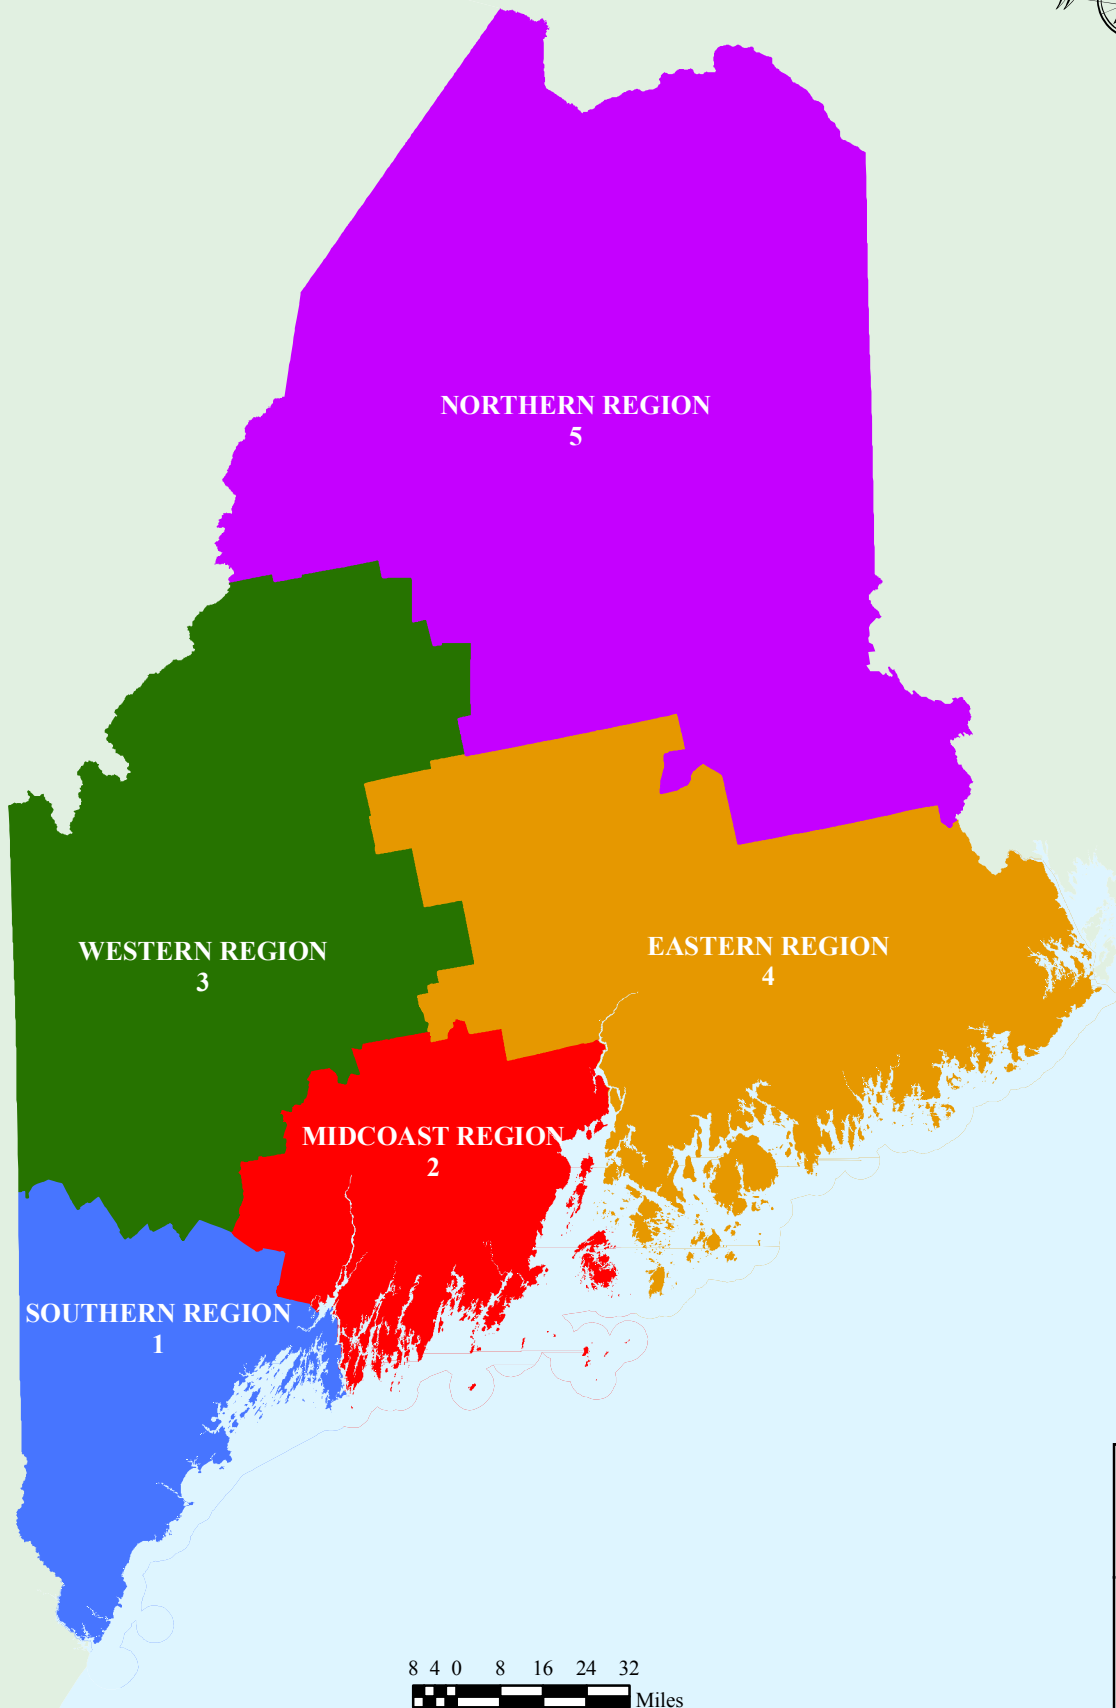 NORTHERN REGION
5
WESTERN REGION
3
EASTERN REGION
4
MIDCOAST REGION
2
SOUTHERN REGION
1
8 4 0 8 16 24 32
Miles